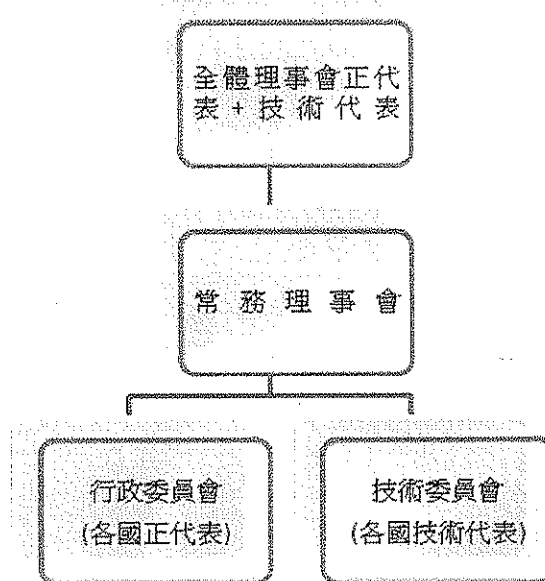 全體理事會正代
表+技術代表
常務理事會
行政委員會
(各國正代表)
技術委員會
(各國技術代表)